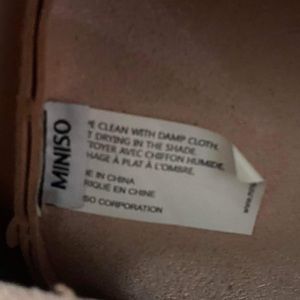 MINISO
CLEAN WITH DAMP CLOTH.
DRYING IN THE SHADE
TOYER AVEC CHIFFON HUMIDE,
HAGE À PLAT À L'OMBRE.
E IN CHINA
RIQUÉ EN CHINE
SO CORPORATION